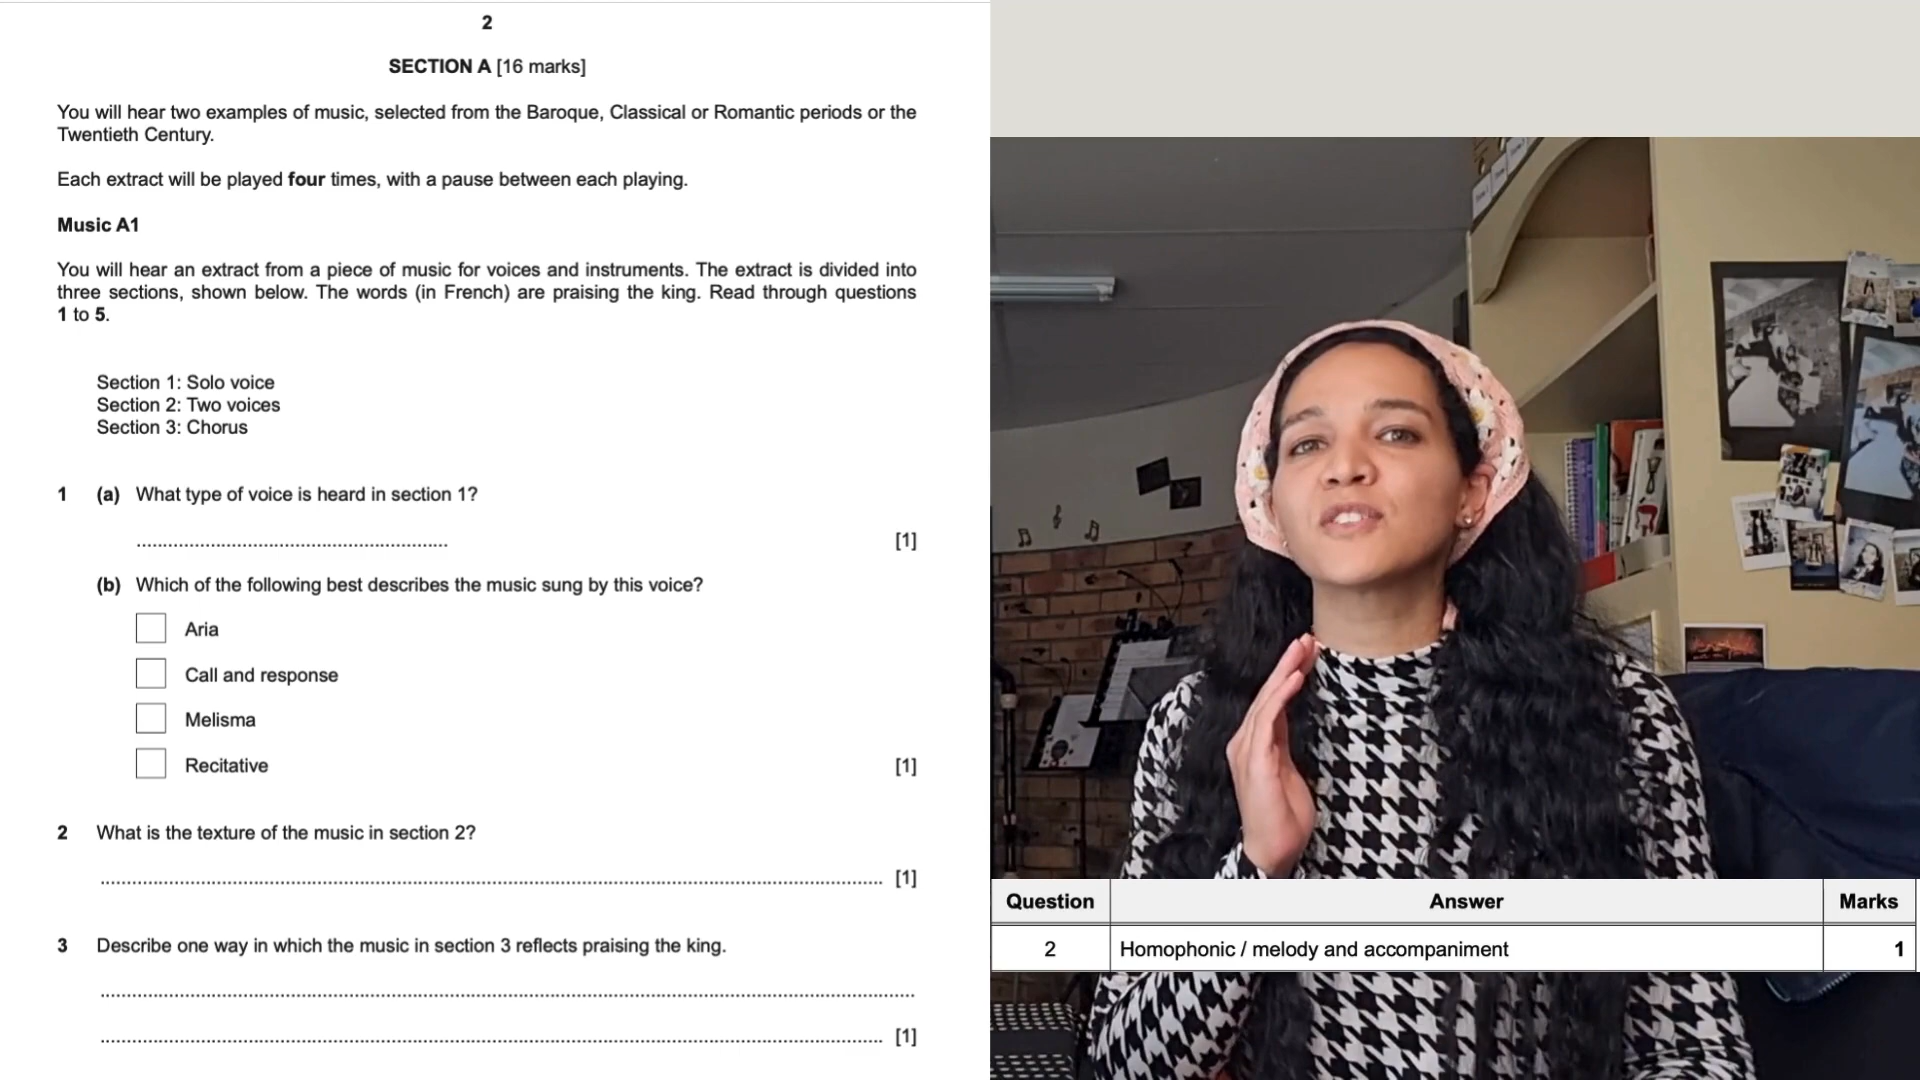 2
SECTION A [16 marks]
You will hear two examples of music, selected from the Baroque, Classical or Romantic periods or the
Twentieth Century.
Each extract will be played four times, with a pause between each playing.
Music A1
You will hear an extract from a piece of music for voices and instruments. The extract is divided into
three sections, shown below. The words (in French) are praising the king. Read through questions
1 to 5.
Section 1: Solo voice
Section 2: Two voices
Section 3: Chorus
1 (a) What type of voice is heard in section 1?
.......................................................... [1]
(b) Which of the following best describes the music sung by this voice?
Aria
Call and response
Melisma
Recitative [1]
2 What is the texture of the music in section 2?
.................................................................................................................................................... [1]
3 Describe one way in which the music in section 3 reflects praising the king.
..........................................................................................................................................................
.................................................................................................................................................... [1]
Question Answer Marks
2 Homophonic / melody and accompaniment 1